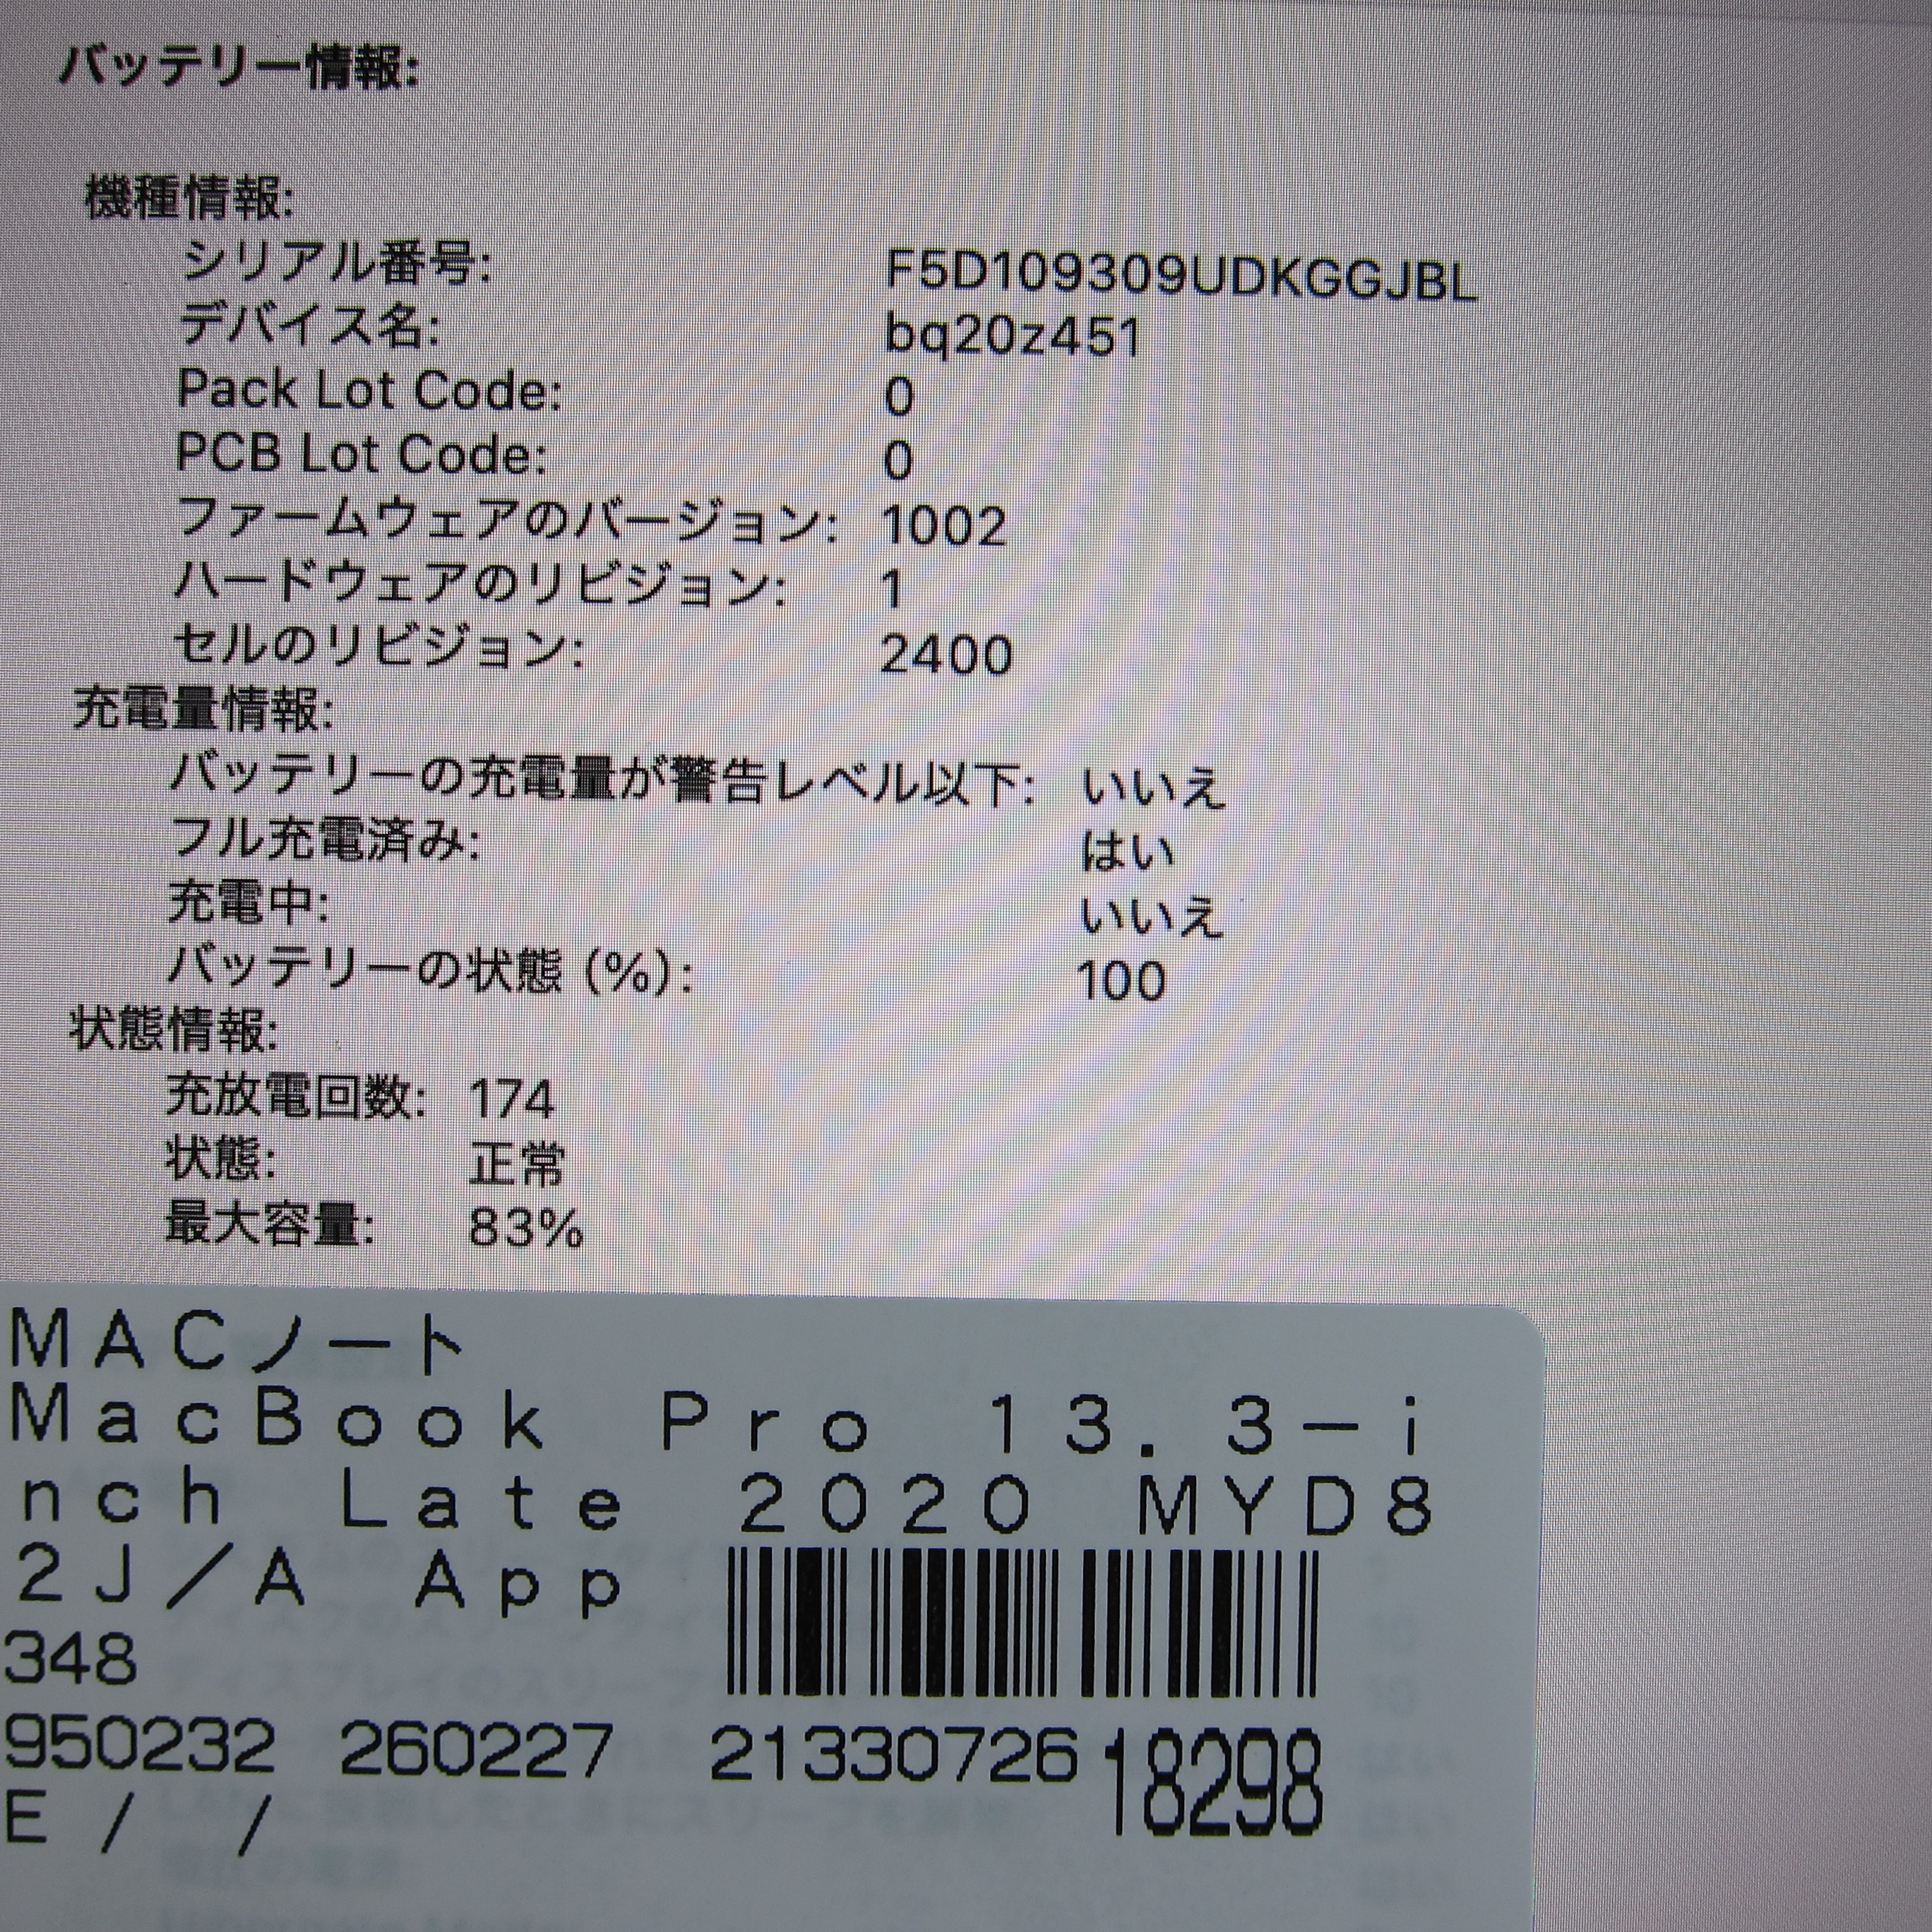 バッテリー情報:
機種情報:
シリアル番号: F5D109309UDKGGJBL
デバイス名: bq20z451
Pack Lot Code: 0
PCB Lot Code: 0
ファームウェアのバージョン: 1002
ハードウェアのリビジョン: 1
セルのリビジョン: 2400
充電量情報:
バッテリーの充電量が警告レベル以下: いいえ
フル充電済み: はい
充電中: いいえ
バッテリーの状態 (%): 100
状態情報:
充放電回数: 174
状態: 正常
最大容量: 83%
MACノート
MacBook Pro 13.3-i
nch Late 2020 MYD8
2J/A App
348
950232 260227 21330726 18298
E / /